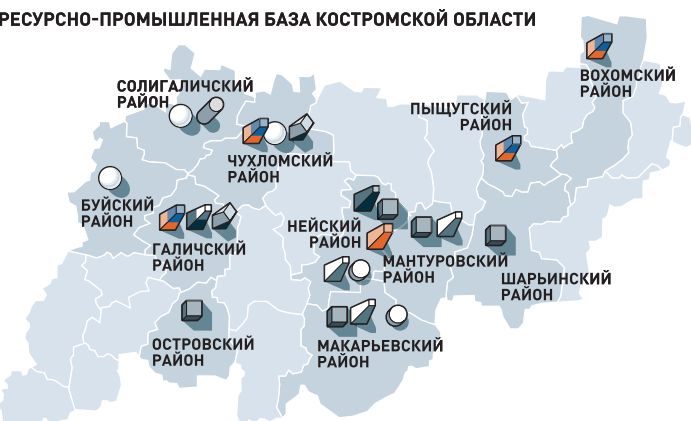 РЕСУРСНО-ПРОМЫШЛЕННАЯ БАЗА КОСТРОМСКОЙ ОБЛАСТИ
ВОХОМСКИЙ
РАЙОН
СОЛИГАЛИЧСКИЙ
РАЙОН
ПЫЩУГСКИЙ
РАЙОН
ЧУХЛОМСКИЙ
РАЙОН
БУЙСКИЙ
РАЙОН
НЕЙСКИЙ
РАЙОН
ГАЛИЧСКИЙ
РАЙОН
МАНТУРОВСКИЙ
РАЙОН
ШАРЬИНСКИЙ
РАЙОН
ОСТРОВСКИЙ
РАЙОН
МАКАРЬЕВСКИЙ
РАЙОН